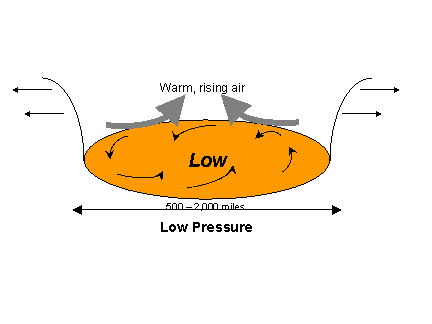 Warm, rising air
Low
500 – 2,000 miles
Low Pressure